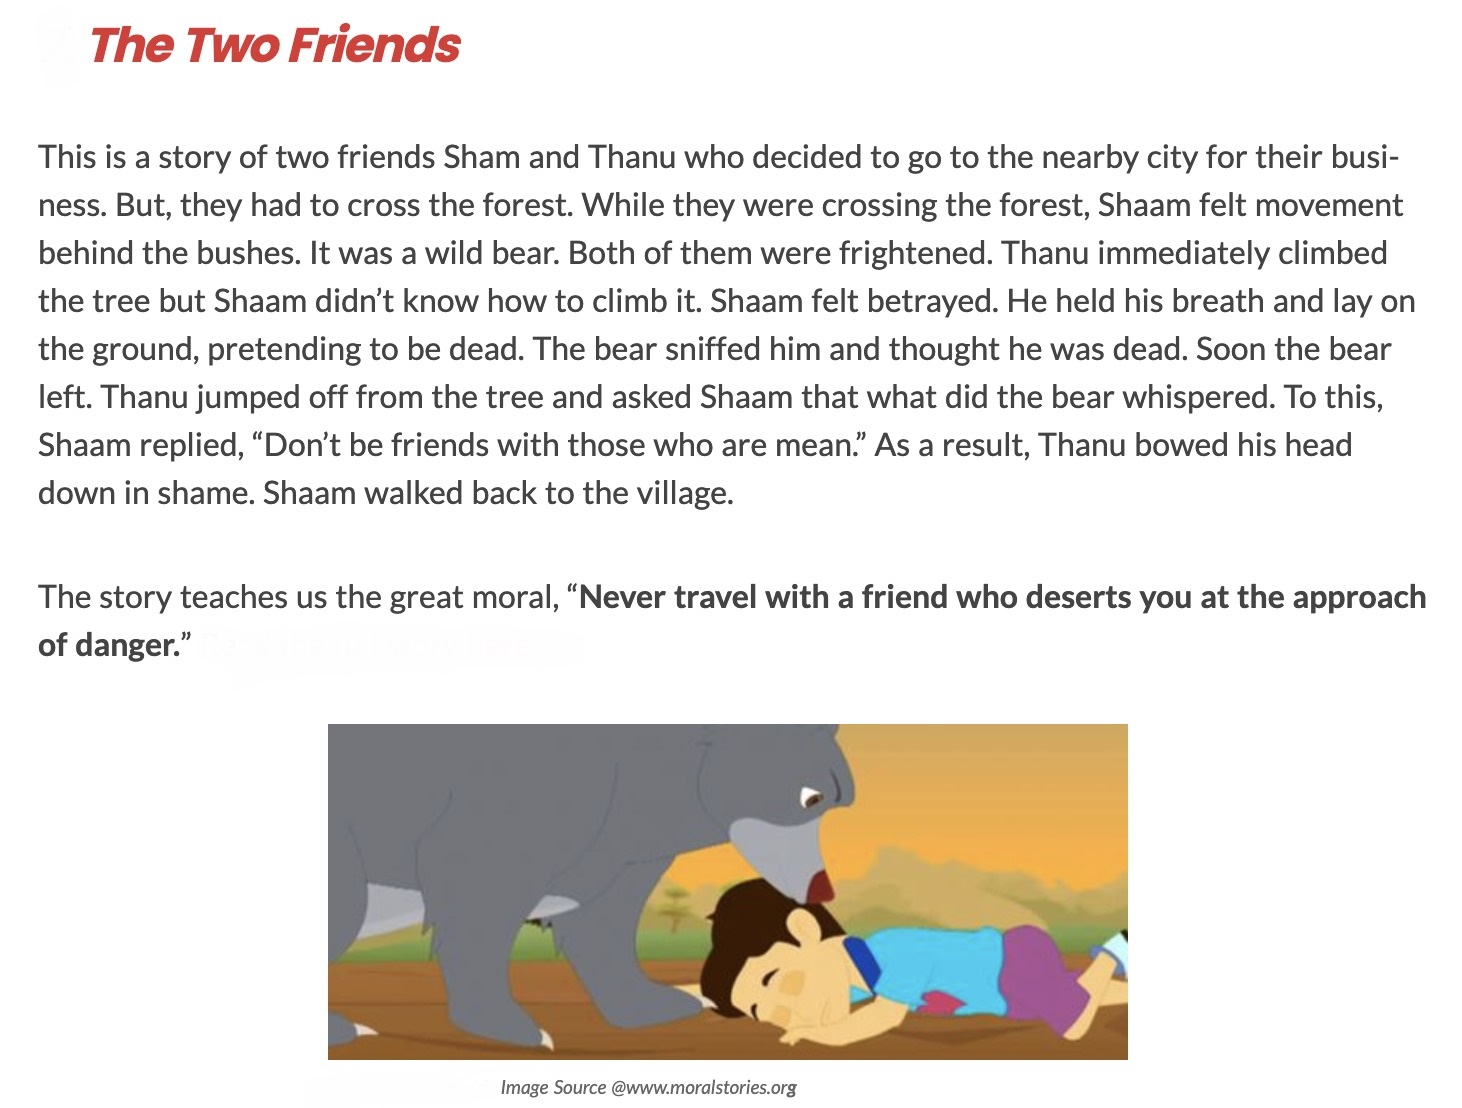 The Two Friends
This is a story of two friends Sham and Thanu who decided to go to the nearby city for their busi-
ness. But, they had to cross the forest. While they were crossing the forest, Shaam felt movement
behind the bushes. It was a wild bear. Both of them were frightened. Thanu immediately climbed
the tree but Shaam didn’t know how to climb it. Shaam felt betrayed. He held his breath and lay on
the ground, pretending to be dead. The bear sniffed him and thought he was dead. Soon the bear
left. Thanu jumped off from the tree and asked Shaam that what did the bear whispered. To this,
Shaam replied, “Don’t be friends with those who are mean.” As a result, Thanu bowed his head
down in shame. Shaam walked back to the village.
The story teaches us the great moral, “Never travel with a friend who deserts you at the approach
of danger.”
Image Source @www.moralstories.org